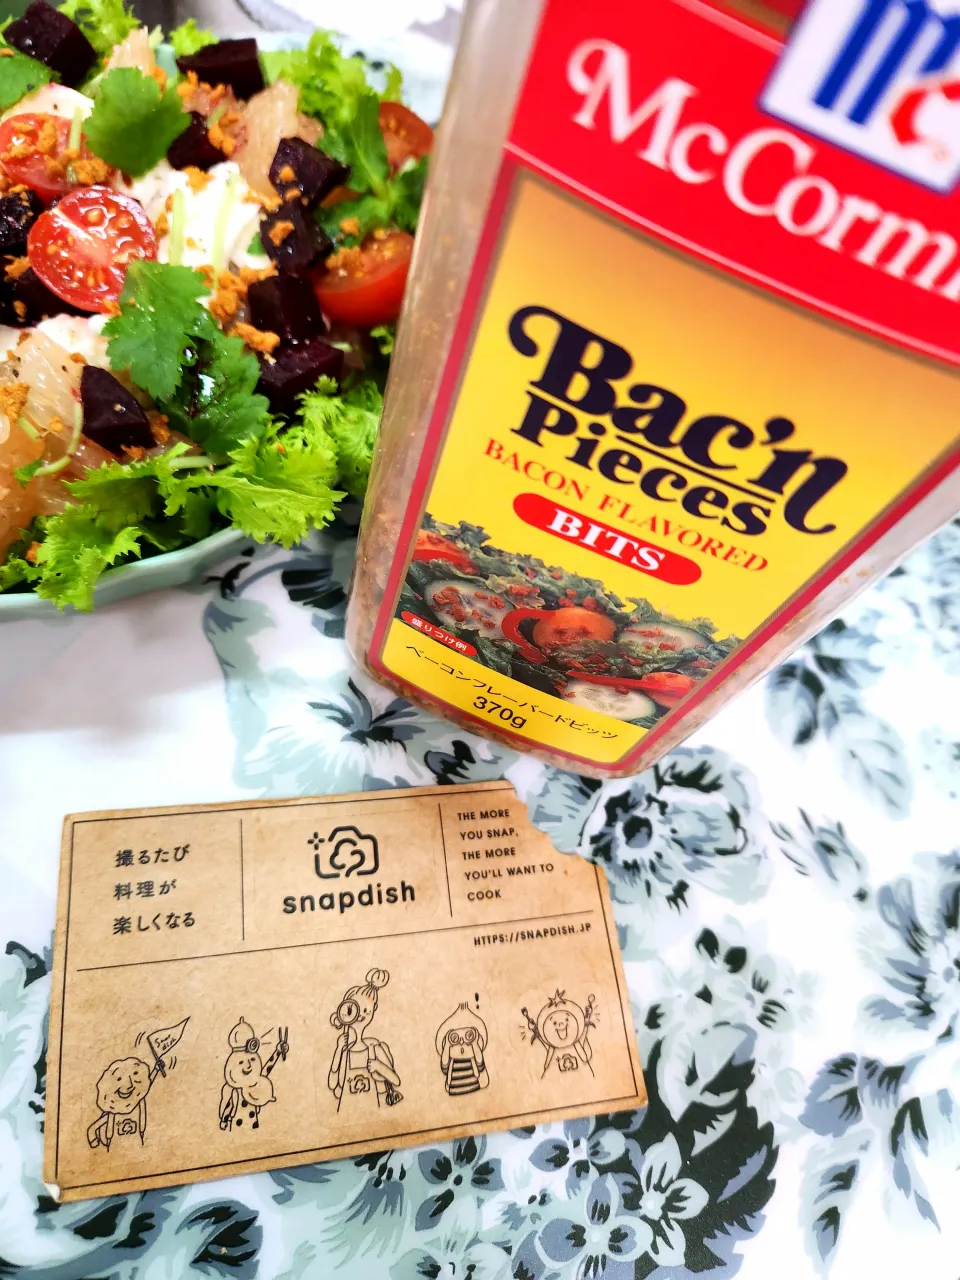 McCorm
Bac'n
Pieces
BACON FLAVORED
BITS
盛りつけ例
ベーコンフレーバードビッツ
370g
撮るたび
料理が
楽しくなる
snapdish
THE MORE
YOU SNAP,
THE MORE
YOU'LL WANT TO
COOK
HTTPS://SNAPDISH.JP
Snap
dish